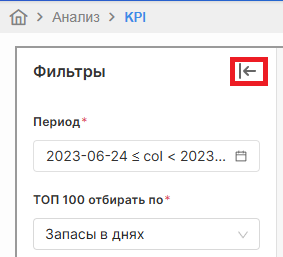 Анализ > KPI
Фильтры
Период*
2023-06-24 ≤ col < 2023...
ТОП 100 отбирать по*
Запасы в днях